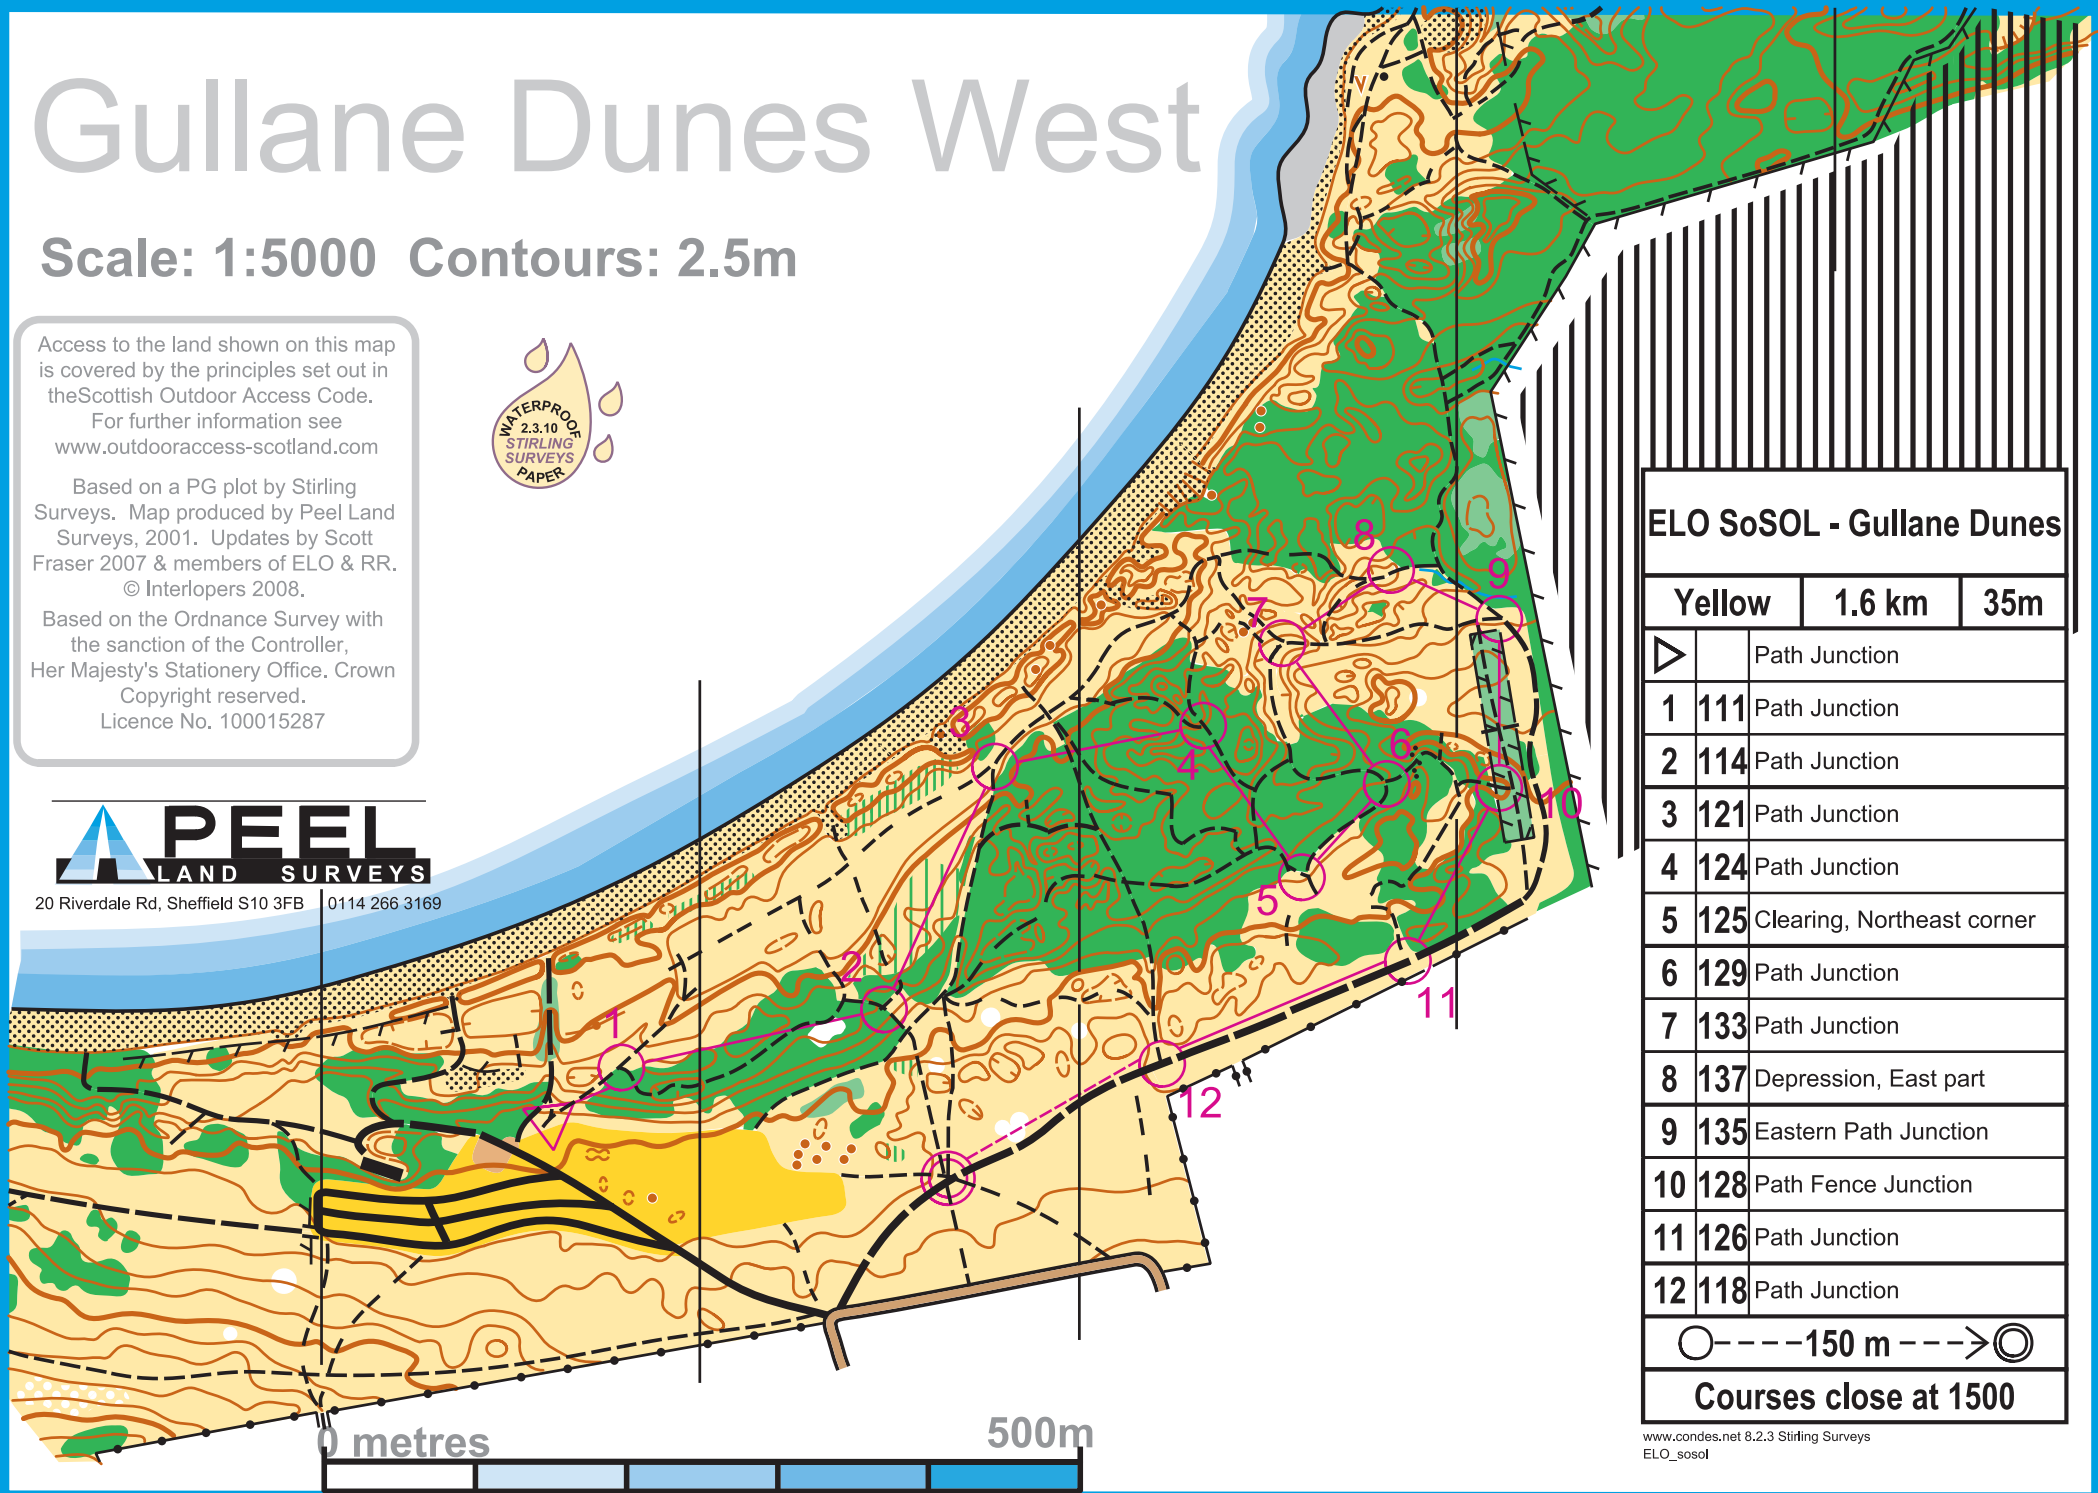 Gullane Dunes West
Scale: 1:5000 Contours: 2.5m
Access to the land shown on this map
is covered by the principles set out in
theScottish Outdoor Access Code.
For further information see
www.outdooraccess-scotland.com
Based on a PG plot by Stirling
Surveys. Map produced by Peel Land
Surveys, 2001. Updates by Scott
Fraser 2007 & members of ELO & RR.
© Interlopers 2008.
Based on the Ordnance Survey with
the sanction of the Controller,
Her Majesty's Stationery Office. Crown
Copyright reserved.
Licence No. 100015287
WATERPROOF
2.3.10
STIRLING
SURVEYS
PAPER
PEEL
LAND SURVEYS
20 Riverdale Rd, Sheffield S10 3FB 0114 266 3169
8
9
7
3
6
4
10
5
2
11
1
12
0 metres 500m
ELO SoSOL - Gullane Dunes
Yellow 1.6 km 35m
Path Junction
1 111 Path Junction
2 114 Path Junction
3 121 Path Junction
4 124 Path Junction
5 125 Clearing, Northeast corner
6 129 Path Junction
7 133 Path Junction
8 137 Depression, East part
9 135 Eastern Path Junction
10 128 Path Fence Junction
11 126 Path Junction
12 118 Path Junction
150 m
Courses close at 1500
www.condes.net 8.2.3 Stirling Surveys
ELO_sosol